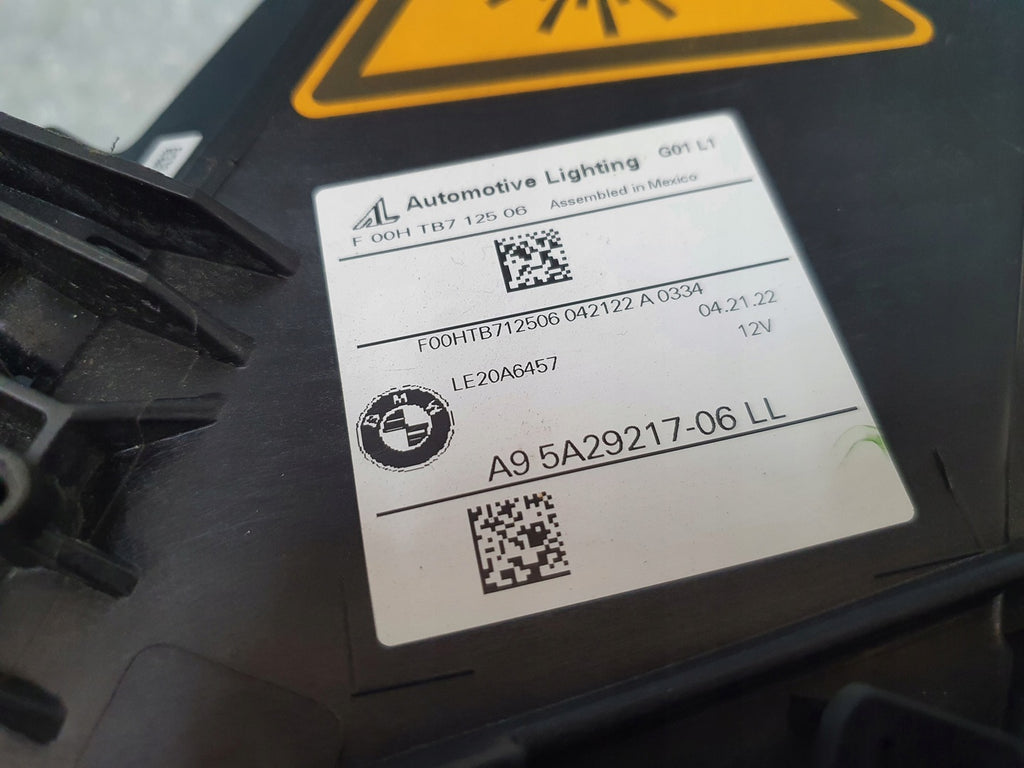 Automotive Lighting G01 L1
F 00H TB7 125 06 Assembled in Mexico
F00HTB712506 042122 A 0334 04.21.22
12V
LE20A6457
BMW
A9 5A29217-06 LL